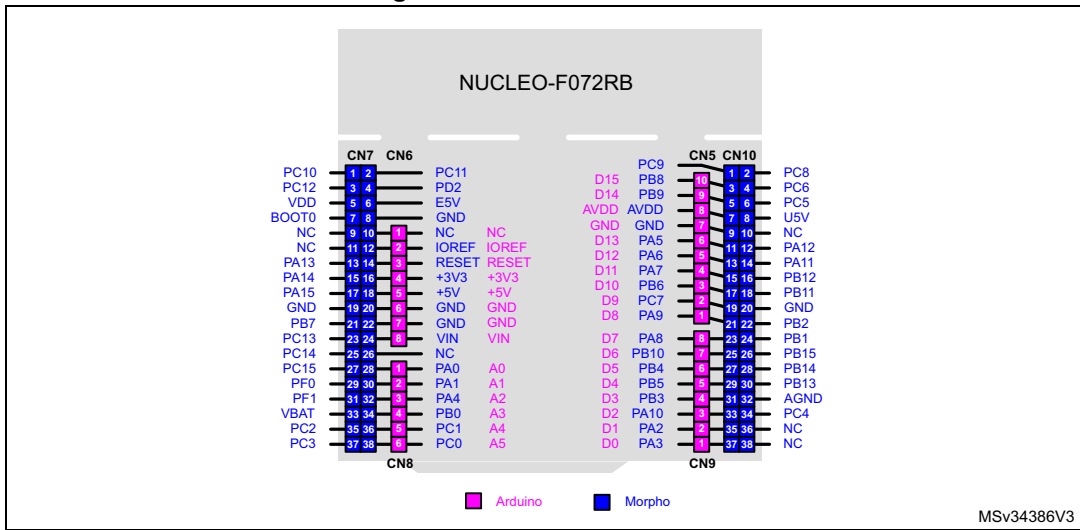 NUCLEO-F072RB
CN7 CN6 CN5 CN10
PC9
PC10 1 2 PC11 1 2 PC8
PC12 3 4 PD2 D15 PB8 10 3 4 PC6
VDD 5 6 E5V D14 PB9 9 5 6 PC5
BOOT0 7 8 GND AVDD AVDD 8 7 8 U5V
NC 9 10 1 NC NC GND GND 7 9 10 NC
NC 11 12 2 IOREF IOREF D13 PA5 6 11 12 PA12
PA13 13 14 3 RESET RESET D12 PA6 5 13 14 PA11
PA14 15 16 4 +3V3 +3V3 D11 PA7 4 15 16 PB12
PA15 17 18 5 +5V +5V D10 PB6 3 17 18 PB11
GND 19 20 6 GND GND D9 PC7 2 19 20 GND
PB7 21 22 7 GND GND D8 PA9 1 21 22 PB2
PC13 23 24 8 VIN VIN D7 PA8 8 23 24 PB1
PC14 25 26 NC D6 PB10 7 25 26 PB15
PC15 27 28 1 PA0 A0 D5 PB4 6 27 28 PB14
PF0 29 30 2 PA1 A1 D4 PB5 5 29 30 PB13
PF1 31 32 3 PA4 A2 D3 PB3 4 31 32 AGND
VBAT 33 34 4 PB0 A3 D2 PA10 3 33 34 PC4
PC2 35 36 5 PC1 A4 D1 PA2 2 35 36 NC
PC3 37 38 6 PC0 A5 D0 PA3 1 37 38 NC
CN8 CN9
Arduino Morpho
MSv34386V3